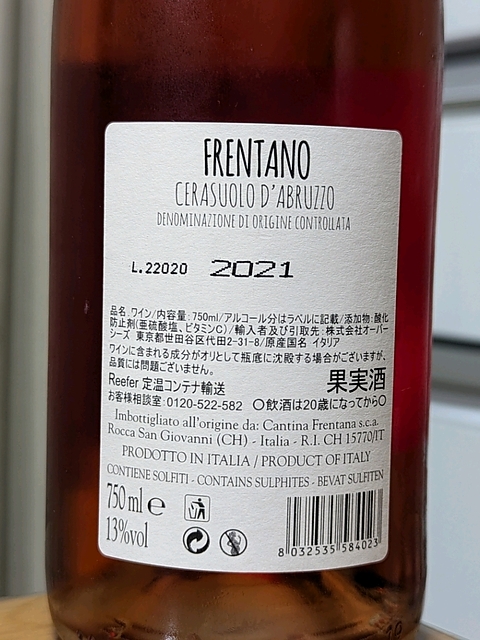 FRENTANO
CERASUOLO D'ABRUZZO
DENOMINAZIONE DI ORIGINE CONTROLLATA
L.22020 2021
品名:ワイン/内容量:750ml/アルコール分はラベルに記載/添加物:酸化
防止剤(亜硫酸塩、ビタミンC)/輸入者及び引取先:株式会社オーバー
シーズ 東京都世田谷区代田2-31-8/原産国名 イタリア
ワインに含まれる成分がオリとして瓶底に沈殿する場合がございますが、
品質には問題ございません。
Reefer 定温コンテナ輸送 果実酒
お客様相談室:0120-522-582 〇飲酒は20歳になってから〇
Imbottigliato all'origine da: Cantina Frentana s.c.a.
Rocca San Giovanni (CH) - Italia - R.I. CH 15770/IT
PRODOTTO IN ITALIA / PRODUCT OF ITALY
CONTIENE SOLFITI - CONTAINS SULPHITES - BEVAT SULFITEN
750 ml e
13%vol
8 032535 584023